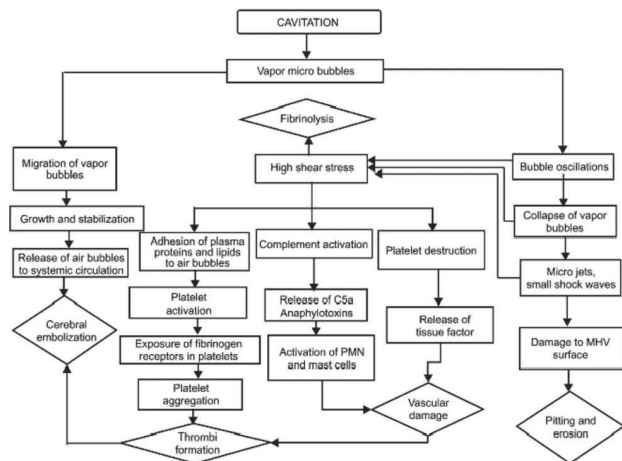 CAVITATION
Vapor micro bubbles
Fibrinolysis
Migration of vapor
bubbles
High shear stress
Bubble oscillations
Growth and stabilization
Adhesion of plasma
proteins and lipids
to air bubbles
Complement activation
Platelet destruction
Collapse of vapor
bubbles
Release of air bubbles
to systemic circulation
Micro jets,
small shock waves
Cerebral
embolization
Platelet
activation
Release of C5a
Anaphylotoxins
Release of
tissue factor
Exposure of fibrinogen
receptors in platelets
Activation of PMN
and mast cells
Damage to MHV
surface
Platelet
aggregation
Vascular
damage
Pitting and
erosion
Thrombi
formation